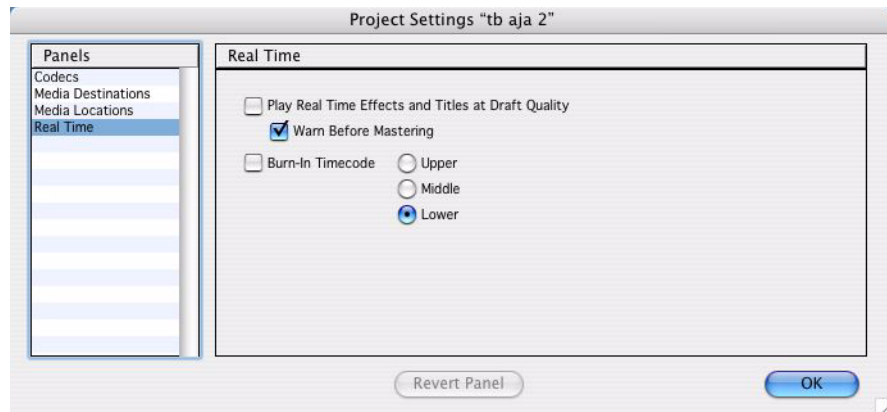 Project Settings “tb aja 2”
Panels
Codecs
Media Destinations
Media Locations
Real Time
Real Time
Play Real Time Effects and Titles at Draft Quality
Warn Before Mastering
Burn-In Timecode
Upper
Middle
Lower
Revert Panel
OK